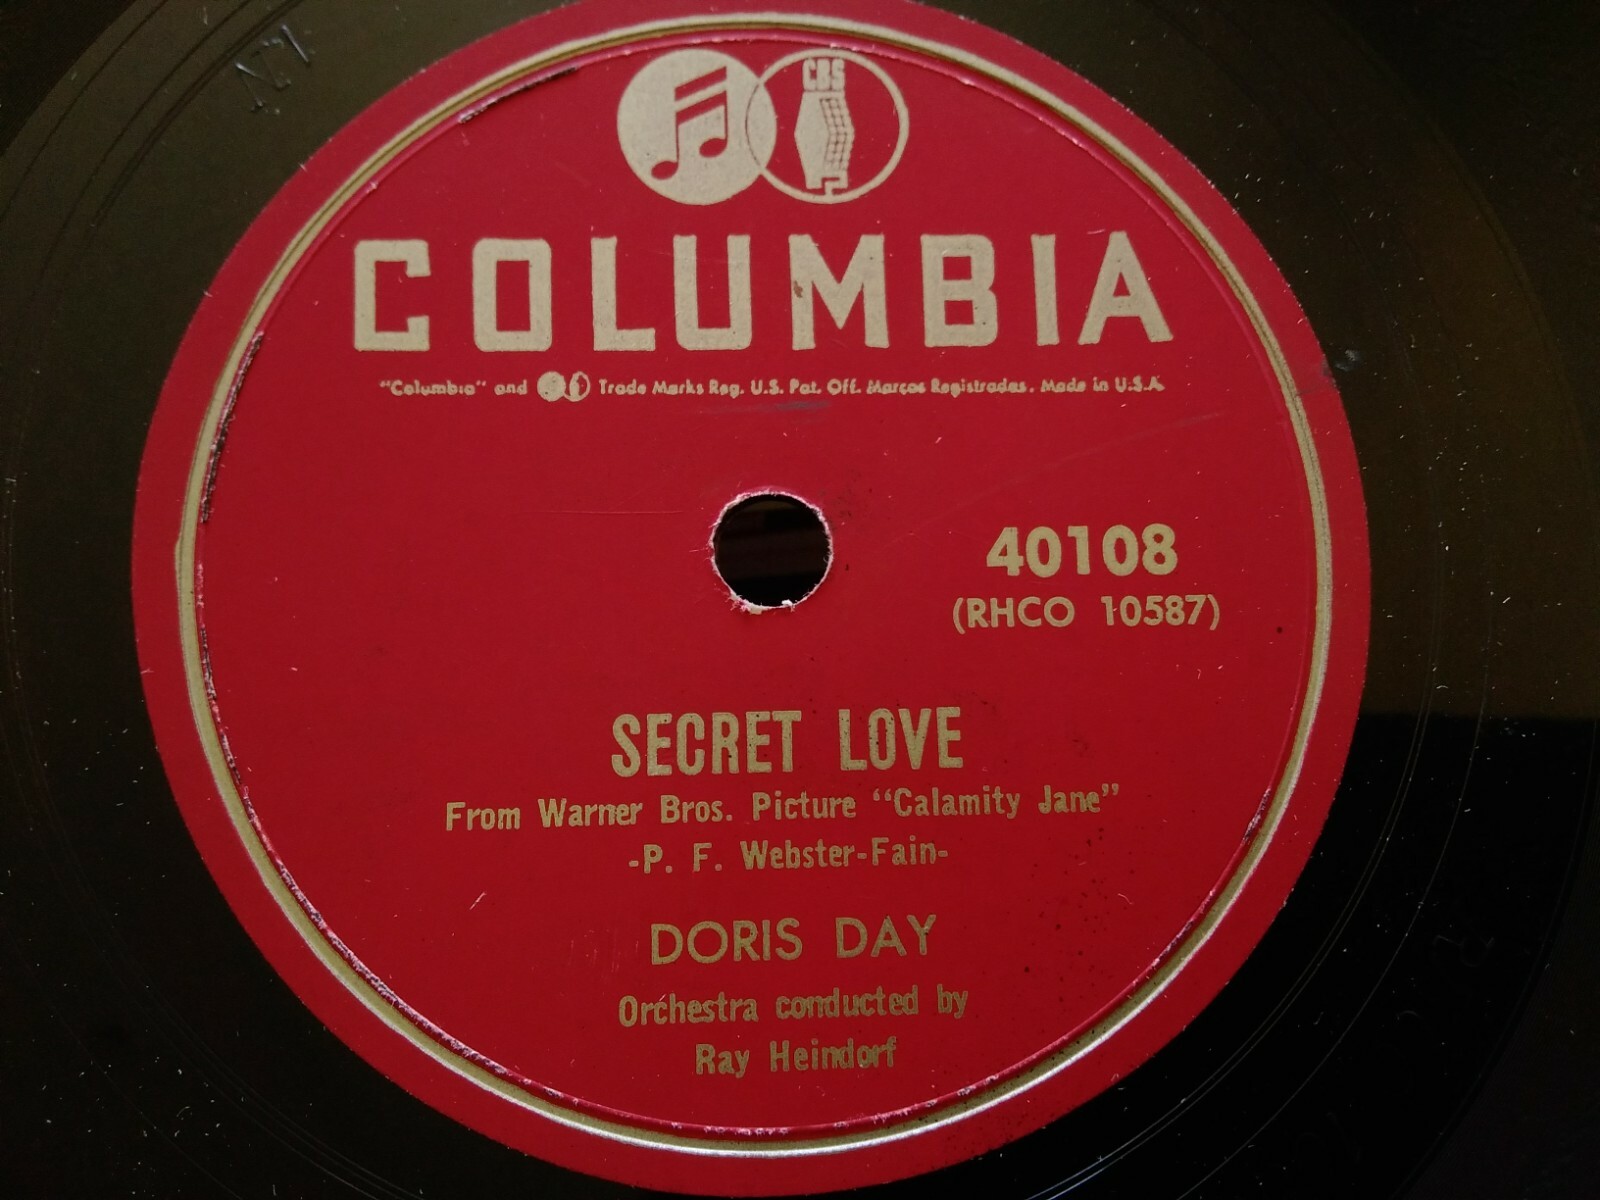 CBS
COLUMBIA
"Columbia" and Trade Marks Reg. U.S. Pat. Off. Marcas Registradas. Made in U.S.A.
40108
(RHCO 10587)
SECRET LOVE
From Warner Bros. Picture "Calamity Jane"
-P. F. Webster-Fain-
DORIS DAY
Orchestra conducted by
Ray Heindorf